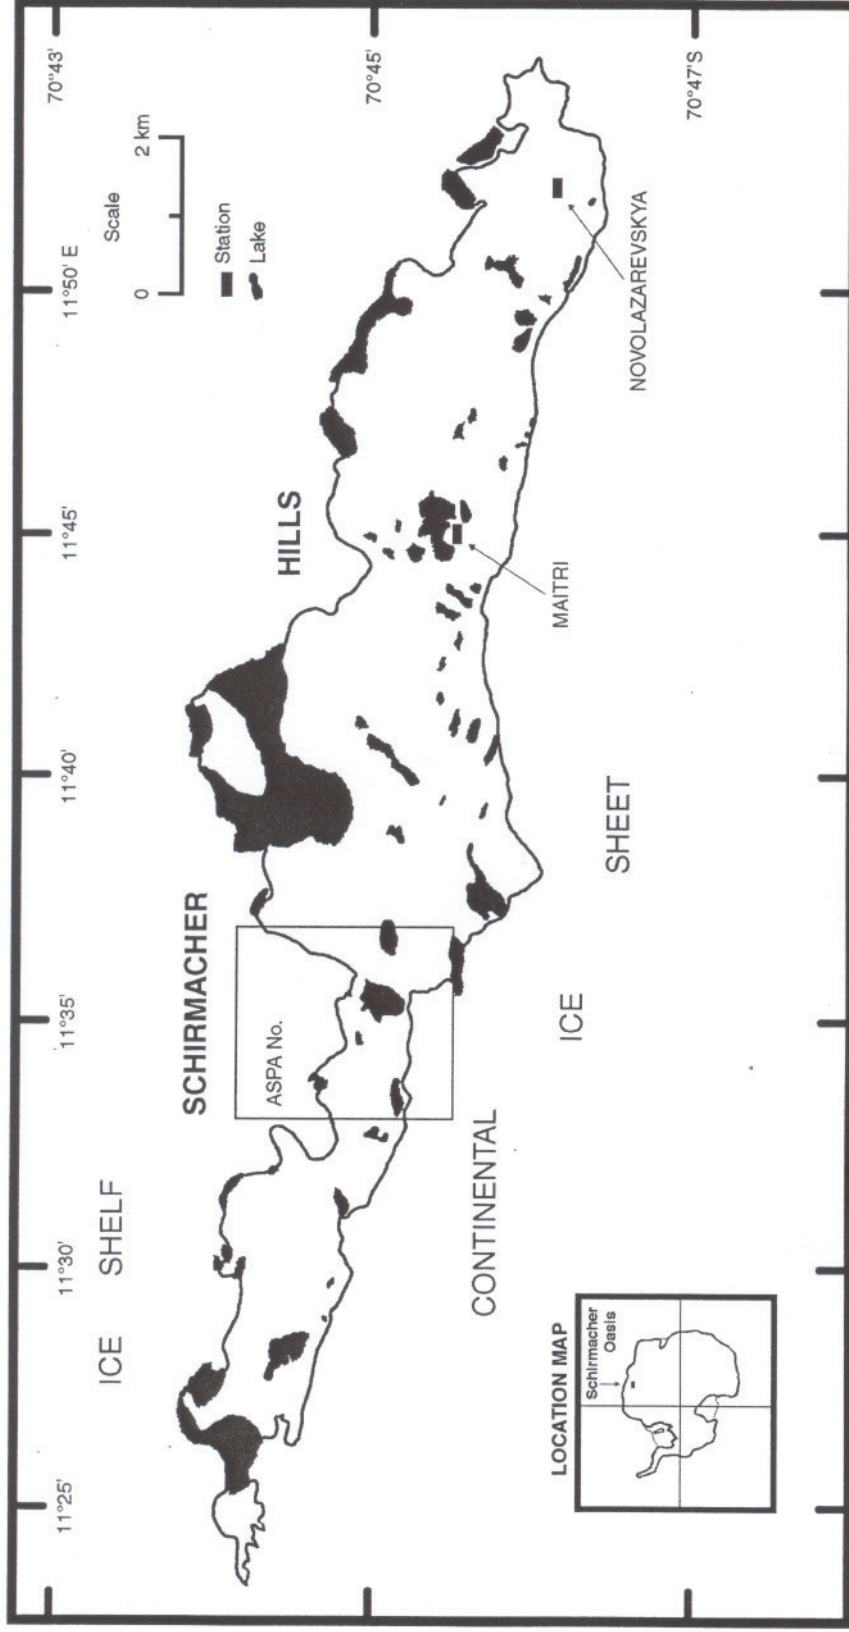 11°25'
11°30'
11°35'
11°40'
11°45'
11°50' E
70°43'
70°45'
70°47'S
ICE SHELF
SCHIRMACHER
HILLS
Scale
0
2 km
Station
Lake
ASPA No.
MAITRI
NOVOLAZAREVSKYA
CONTINENTAL
ICE
SHEET
LOCATION MAP
Schirmacher
Oasis